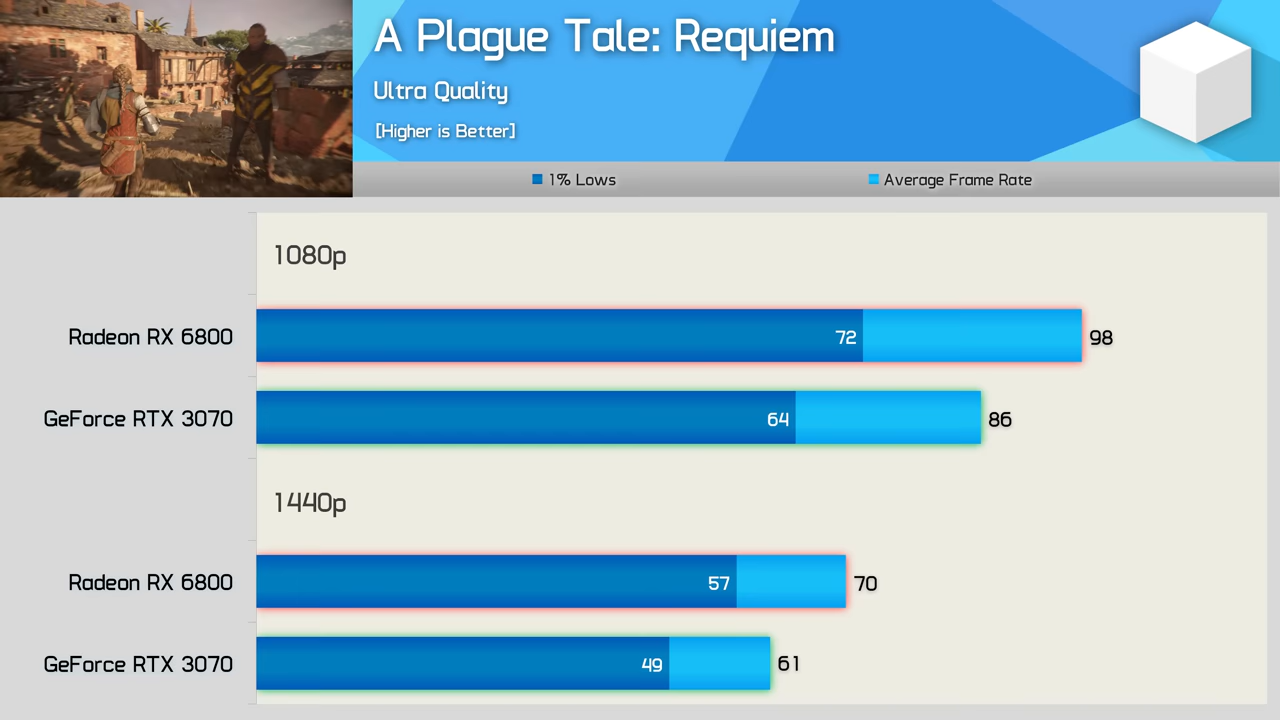 A Plague Tale: Requiem
Ultra Quality
[Higher is Better]
1% Lows
Average Frame Rate
1080p
Radeon RX 6800
72
98
GeForce RTX 3070
64
86
1440p
Radeon RX 6800
57
70
GeForce RTX 3070
49
61